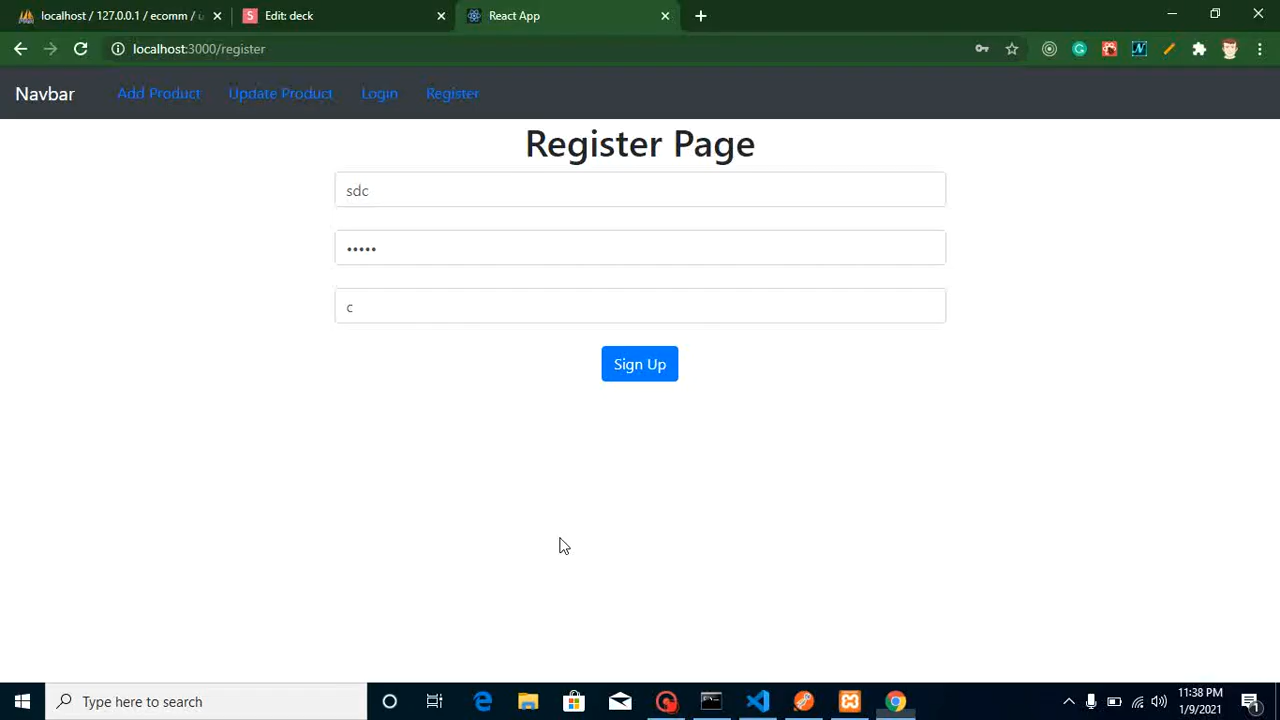 localhost / 127.0.0.1 / ecomm / u
Edit: deck
React App
localhost:3000/register
Navbar
Add Product
Update Product
Login
Register
Register Page
sdc
•••••
c
Sign Up
Type here to search
11:38 PM
1/9/2021
1